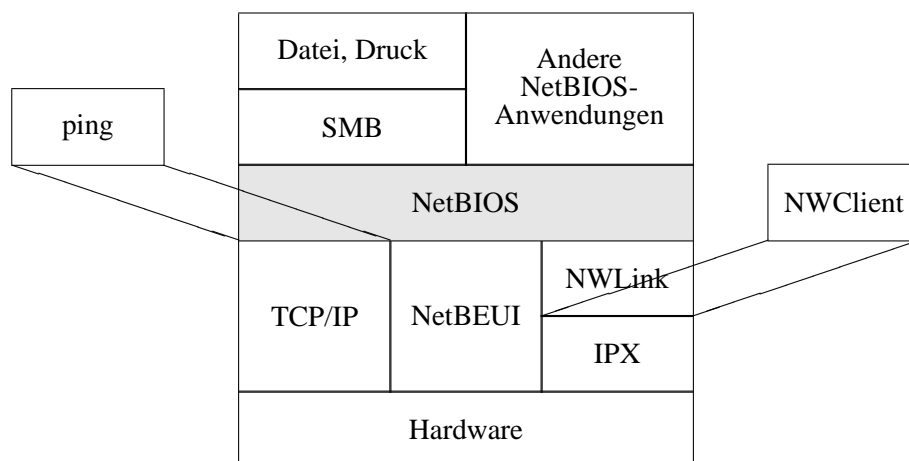 Datei, Druck
Andere
NetBIOS-
Anwendungen
ping
SMB
NetBIOS
NWClient
NWLink
TCP/IP
NetBEUI
IPX
Hardware